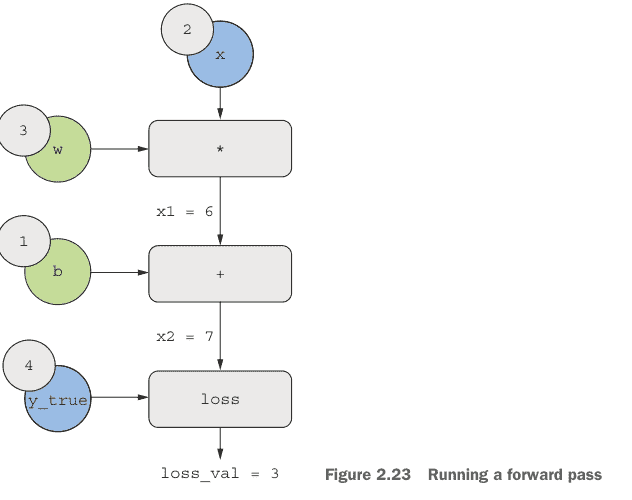 2
x
3
w
*
x1 = 6
1
b
+
x2 = 7
4
y_true
loss
loss_val = 3
Figure 2.23 Running a forward pass